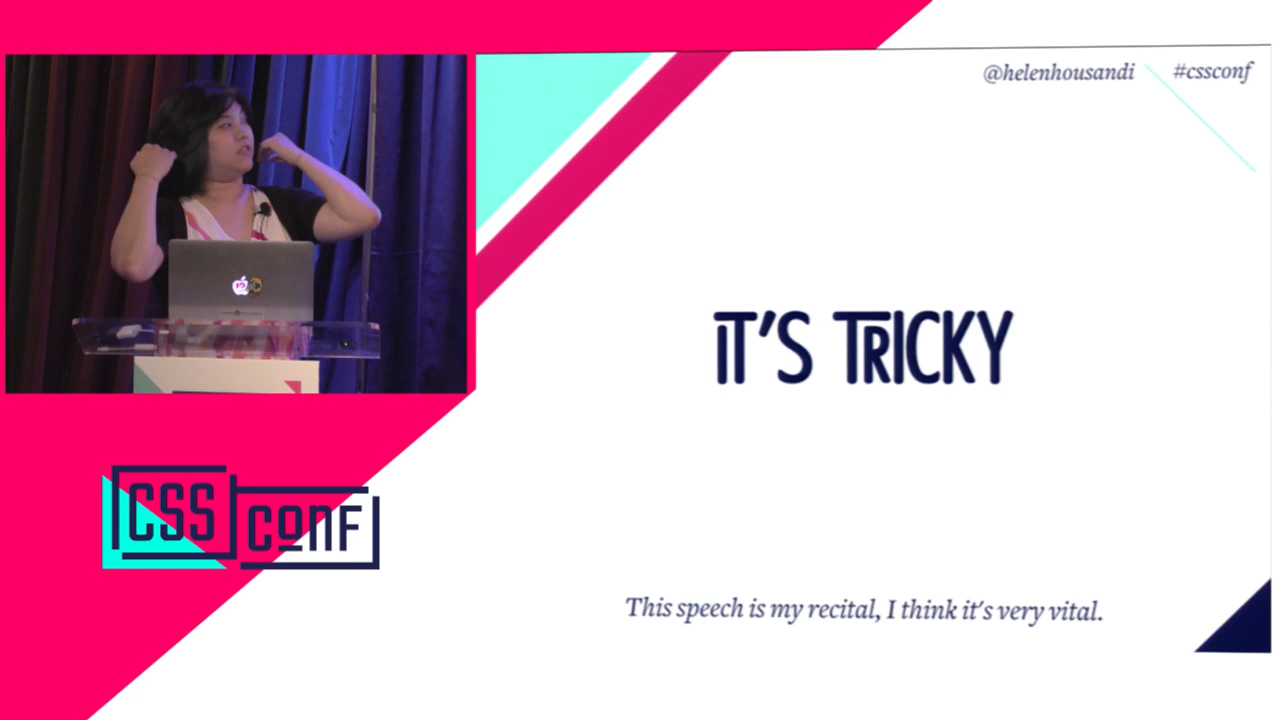 @helenhousandi #cssconf
IT'S TRICKY
CSS CONF
This speech is my recital, I think it's very vital.